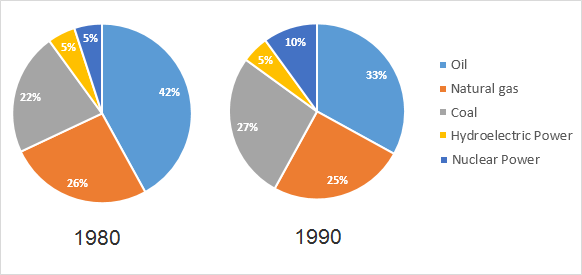 5%
5%
42%
22%
26%
1980
10%
5%
33%
27%
25%
1990
Oil
Natural gas
Coal
Hydroelectric Power
Nuclear Power